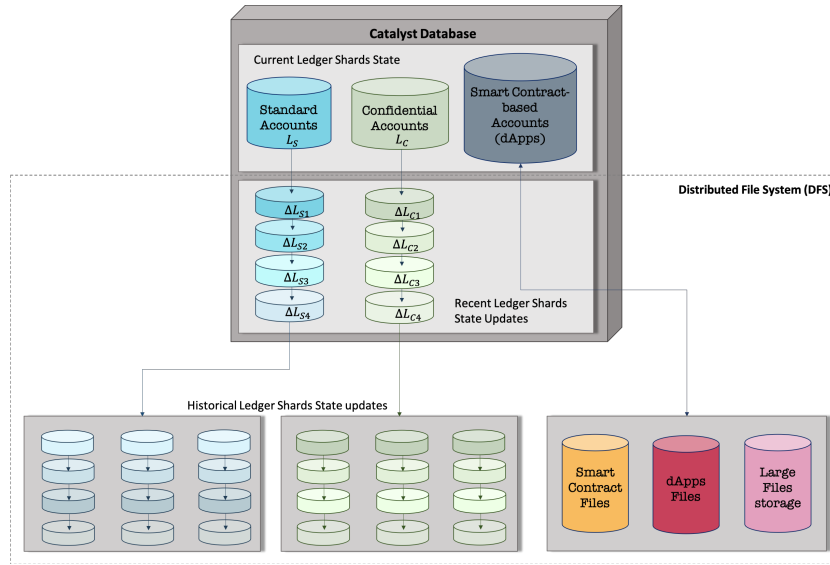 Catalyst Database
Current Ledger Shards State
Standard
Accounts
L_S
Confidential
Accounts
L_C
Smart Contract-
based
Accounts
(dApps)
Distributed File System (DFS)
ΔL_S1
ΔL_S2
ΔL_S3
ΔL_S4
ΔL_C1
ΔL_C2
ΔL_C3
ΔL_C4
Recent Ledger Shards
State Updates
Historical Ledger Shards State updates
Smart
Contract
Files
dApps
Files
Large
Files
storage